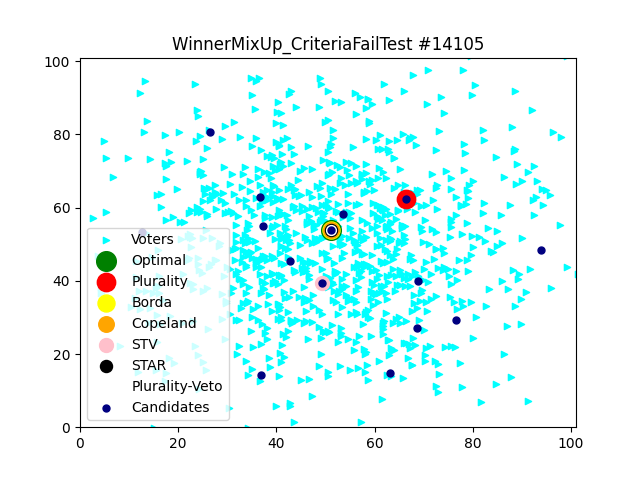 WinnerMixUp_CriteriaFailTest #14105
100
80
60
40
20
0
Voters
Optimal
Plurality
Borda
Copeland
STV
STAR
Plurality-Veto
Candidates
0 20 40 60 80 100